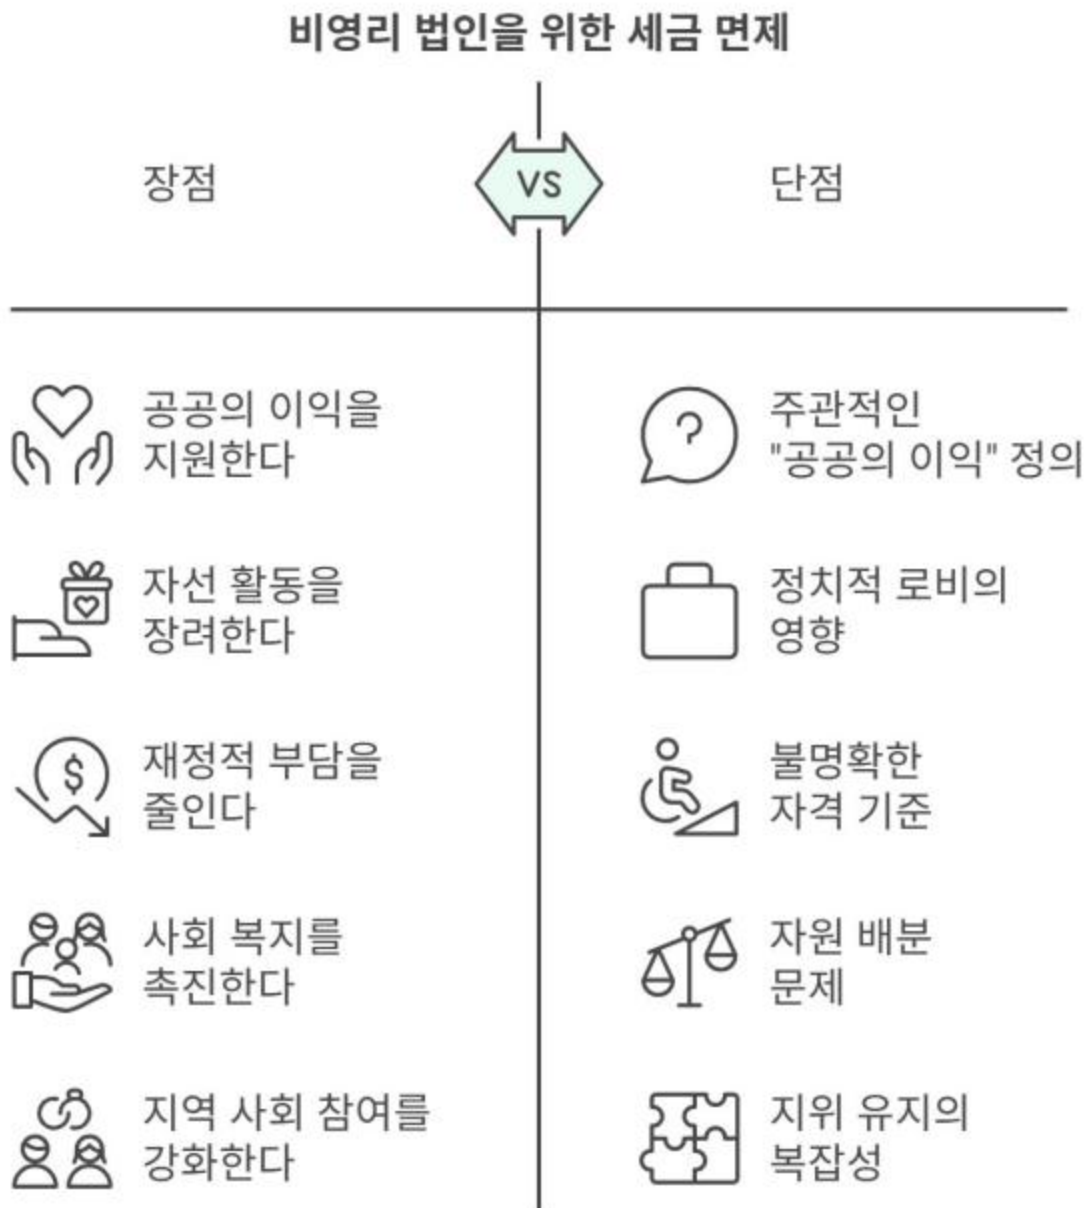 비영리 법인을 위한 세금 면제
장점
VS
단점
공공의 이익을
지원한다
주관적인
"공공의 이익" 정의
자선 활동을
장려한다
정치적 로비의
영향
재정적 부담을
줄인다
불명확한
자격 기준
사회 복지를
촉진한다
자원 배분
문제
지역 사회 참여를
강화한다
지위 유지의
복잡성